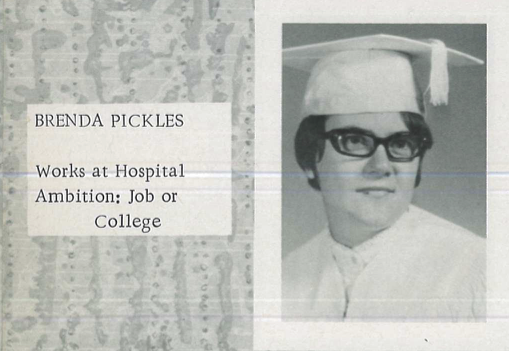 BRENDA PICKLES
Works at Hospital
Ambition: Job or
College